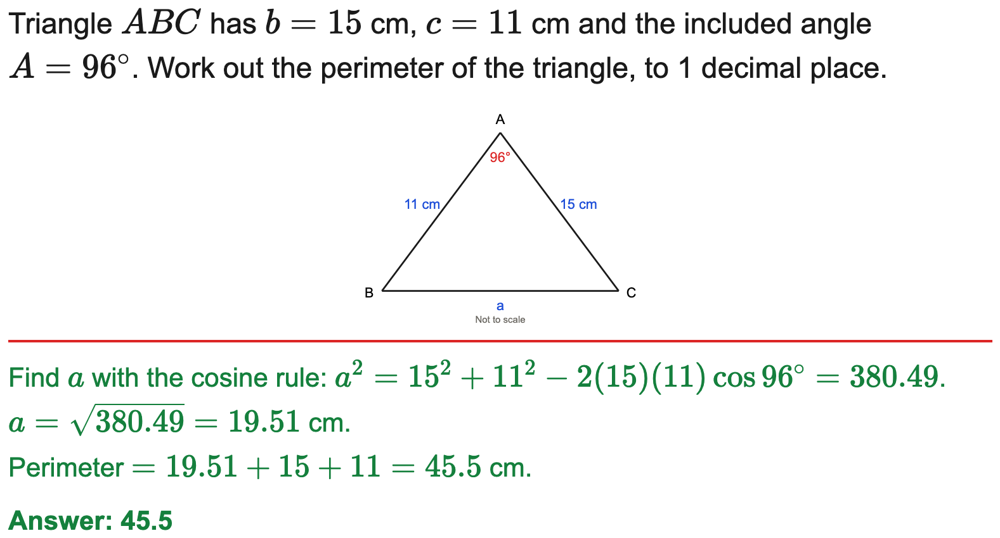 Triangle ABC has b = 15 cm, c = 11 cm and the included angle
A = 96°. Work out the perimeter of the triangle, to 1 decimal place.
A
96°
11 cm
15 cm
B
C
a
Not to scale
Find a with the cosine rule: a² = 15² + 11² − 2(15)(11) cos 96° = 380.49.
a = √380.49 = 19.51 cm.
Perimeter = 19.51 + 15 + 11 = 45.5 cm.
Answer: 45.5